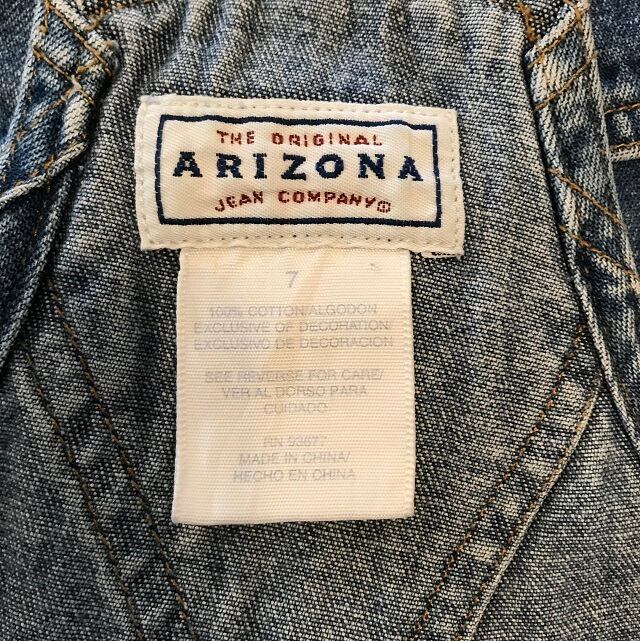 THE ORIGINAL
ARIZONA
JEAN COMPANY®
7
100% COTTON/ALGODON
EXCLUSIVE OF DECORATION/
EXCLUSIVO DE DECORACION
SEE REVERSE FOR CARE/
VER AL DORSO PARA
CUIDADO
RN 93677
MADE IN CHINA/
HECHO EN CHINA